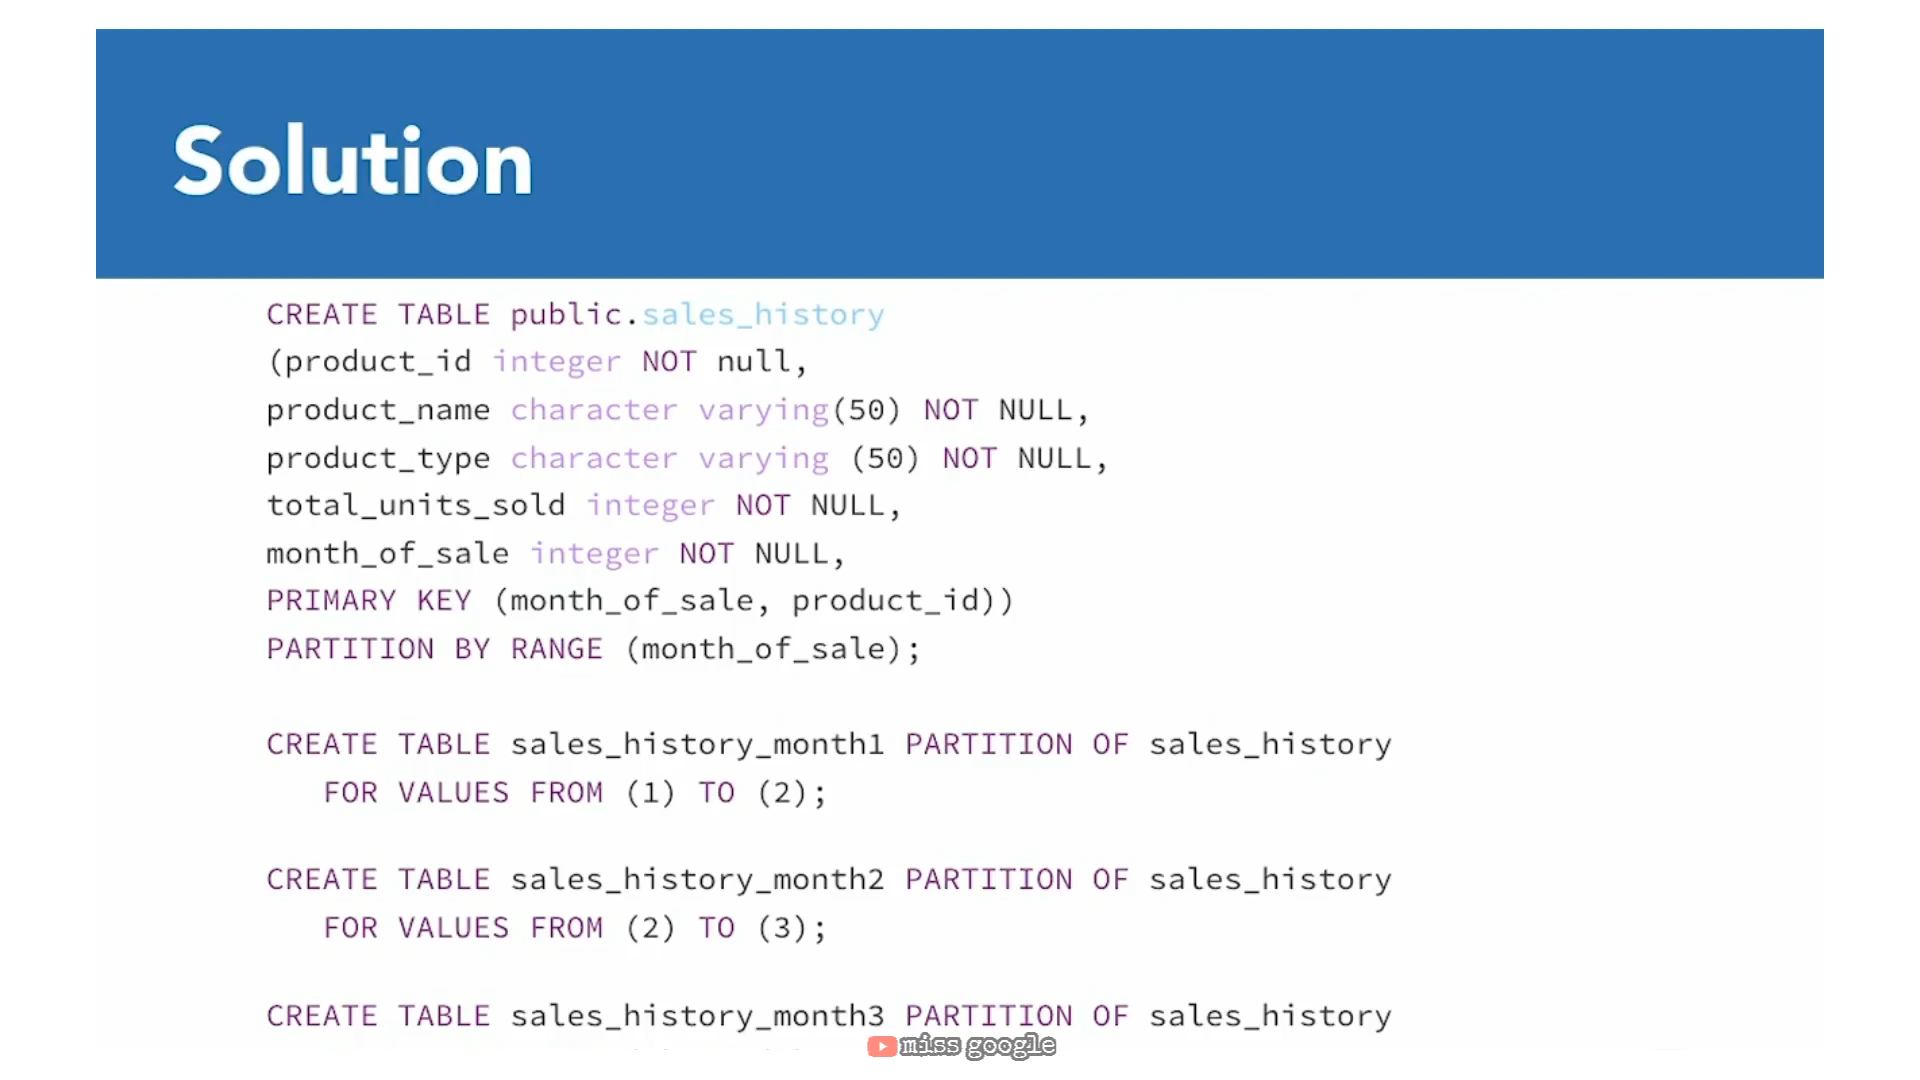 Solution
CREATE TABLE public.sales_history
(product_id integer NOT null,
product_name character varying(50) NOT NULL,
product_type character varying (50) NOT NULL,
total_units_sold integer NOT NULL,
month_of_sale integer NOT NULL,
PRIMARY KEY (month_of_sale, product_id))
PARTITION BY RANGE (month_of_sale);
CREATE TABLE sales_history_month1 PARTITION OF sales_history
FOR VALUES FROM (1) TO (2);
CREATE TABLE sales_history_month2 PARTITION OF sales_history
FOR VALUES FROM (2) TO (3);
CREATE TABLE sales_history_month3 PARTITION OF sales_history
miss google